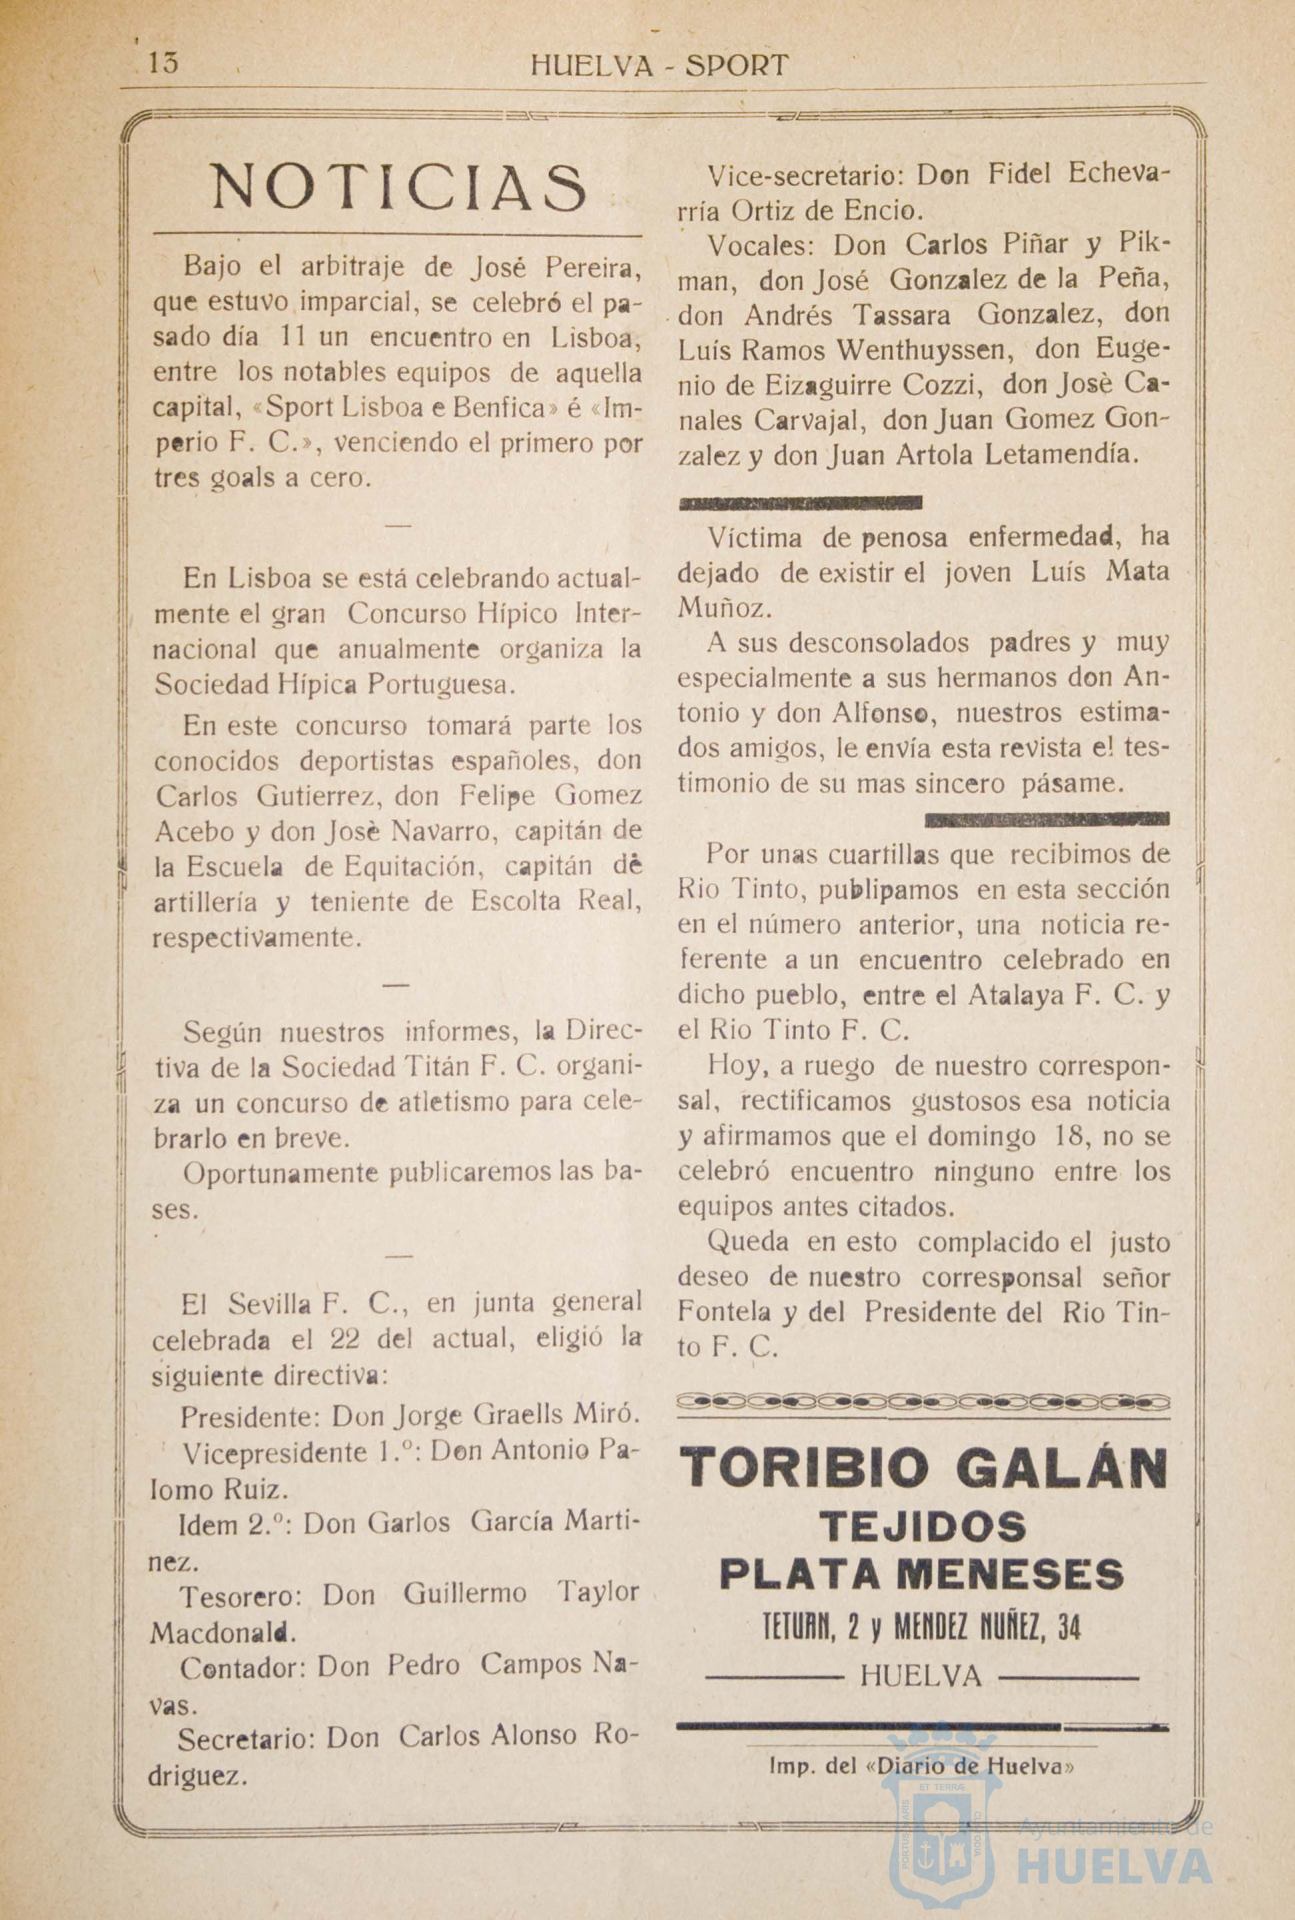 13
HUELVA - SPORT
NOTICIAS
Bajo el arbitraje de José Pereira,
que estuvo imparcial, se celebró el pa-
sado día 11 un encuentro en Lisboa,
entre los notables equipos de aquella
capital, «Sport Lisboa e Benfica» é «Im-
perio F. C.», venciendo el primero por
tres goals a cero.
En Lisboa se está celebrando actual-
mente el gran Concurso Hípico Inter-
nacional que anualmente organiza la
Sociedad Hípica Portuguesa.
En este concurso tomará parte los
conocidos deportistas españoles, don
Carlos Gutierrez, don Felipe Gomez
Acebo y don Josè Navarro, capitán de
la Escuela de Equitación, capitán dè
artillería y teniente de Escolta Real,
respectivamente.
Según nuestros informes, la Direc-
tiva de la Sociedad Titán F. C. organi-
za un concurso de atletismo para cele-
brarlo en breve.
Oportunamente publicaremos las ba-
ses.
El Sevilla F. C., en junta general
celebrada el 22 del actual, eligió la
siguiente directiva:
Presidente: Don Jorge Graells Miró.
Vicepresidente 1.º: Don Antonio Pa-
lomo Ruiz.
Idem 2.º: Don Garlos García Marti-
nez.
Tesorero: Don Guillermo Taylor
Macdonald.
Contador: Don Pedro Campos Na-
vas.
Secretario: Don Carlos Alonso Ro-
driguez.
Vice-secretario: Don Fidel Echeva-
rría Ortiz de Encio.
Vocales: Don Carlos Piñar y Pik-
man, don José Gonzalez de la Peña,
don Andrés Tassara Gonzalez, don
Luís Ramos Wenthuyssen, don Euge-
nio de Eizaguirre Cozzi, don Josè Ca-
nales Carvajal, don Juan Gomez Gon-
zalez y don Juan Artola Letamendía.
Víctima de penosa enfermedad, ha
dejado de existir el joven Luís Mata
Muñoz.
A sus desconsolados padres y muy
especialmente a sus hermanos don An-
tonio y don Alfonso, nuestros estima-
dos amigos, le envía esta revista el tes-
timonio de su mas sincero pásame.
Por unas cuartillas que recibimos de
Rio Tinto, publipamos en esta sección
en el número anterior, una noticia re-
ferente a un encuentro celebrado en
dicho pueblo, entre el Atalaya F. C. y
el Rio Tinto F. C.
Hoy, a ruego de nuestro correspon-
sal, rectificamos gustosos esa noticia
y afirmamos que el domingo 18, no se
celebró encuentro ninguno entre los
equipos antes citados.
Queda en esto complacido el justo
deseo de nuestro corresponsal señor
Fontela y del Presidente del Rio Tin-
to F. C.
TORIBIO GALÁN
TEJIDOS
PLATA MENESES
TETUAN, 2 y MENDEZ NUÑEZ, 34
HUELVA
Imp. del «Diario de Huelva»
PORTUS MARIS
ET TERRÆ
CUSTODIA
Ayuntamiento de
HUELVA